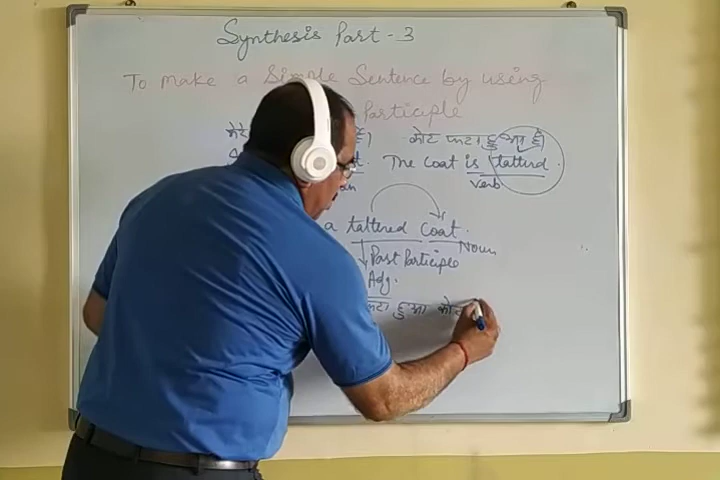 Synthesis Part - 3
To make a Simple Sentence by using
Participle
मेरे है। कोट फटा हुआ है।
The Coat is tattered.
Verb
a tattered Coat.
Noun
Past Participle
Adj.
फटा हुआ